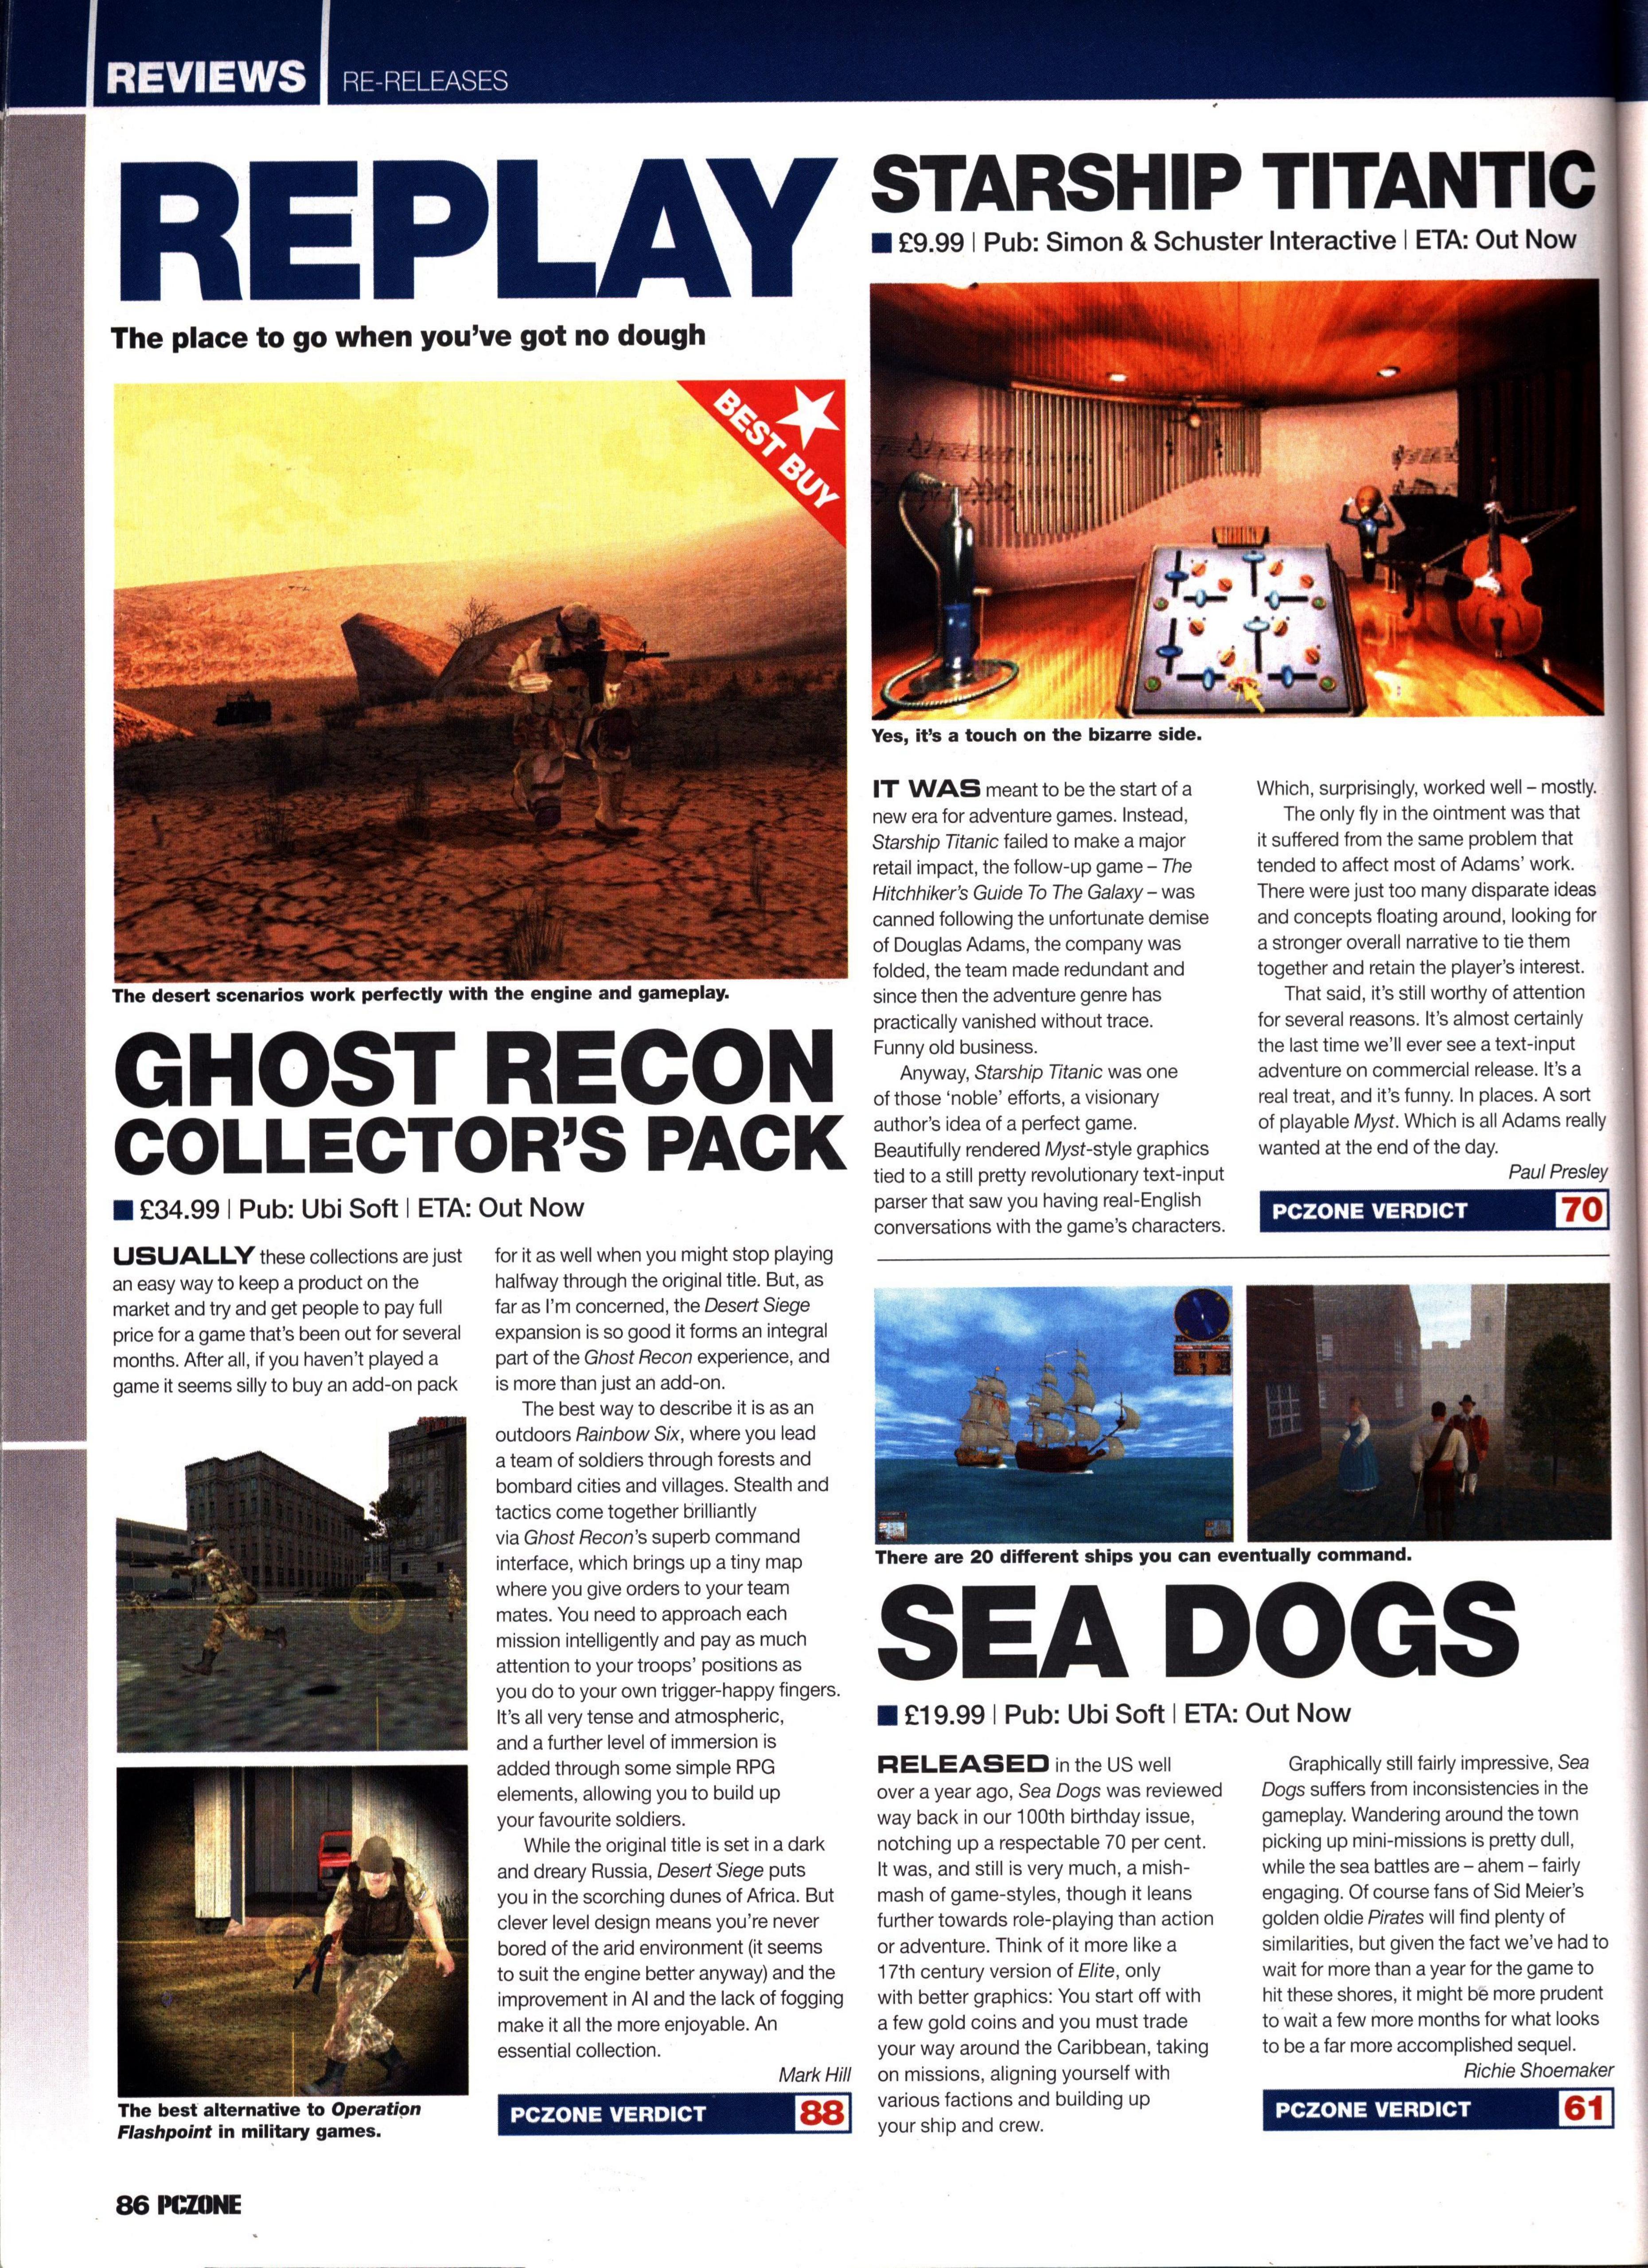 REVIEWS
RE-RELEASES
REPLAY
The place to go when you've got no dough
BEST BUY
The desert scenarios work perfectly with the engine and gameplay.
GHOST RECON
COLLECTOR'S PACK
£34.99 | Pub: Ubi Soft | ETA: Out Now
USUALLY these collections are just
an easy way to keep a product on the
market and try and get people to pay full
price for a game that's been out for several
months. After all, if you haven't played a
game it seems silly to buy an add-on pack
The best alternative to Operation
Flashpoint in military games.
for it as well when you might stop playing
halfway through the original title. But, as
far as I'm concerned, the Desert Siege
expansion is so good it forms an integral
part of the Ghost Recon experience, and
is more than just an add-on.
The best way to describe it is as an
outdoors Rainbow Six, where you lead
a team of soldiers through forests and
bombard cities and villages. Stealth and
tactics come together brilliantly
via Ghost Recon's superb command
interface, which brings up a tiny map
where you give orders to your team
mates. You need to approach each
mission intelligently and pay as much
attention to your troops' positions as
you do to your own trigger-happy fingers.
It's all very tense and atmospheric,
and a further level of immersion is
added through some simple RPG
elements, allowing you to build up
your favourite soldiers.
While the original title is set in a dark
and dreary Russia, Desert Siege puts
you in the scorching dunes of Africa. But
clever level design means you're never
bored of the arid environment (it seems
to suit the engine better anyway) and the
improvement in AI and the lack of fogging
make it all the more enjoyable. An
essential collection.
Mark Hill
PCZONE VERDICT 88
STARSHIP TITANTIC
£9.99 | Pub: Simon & Schuster Interactive | ETA: Out Now
Yes, it's a touch on the bizarre side.
IT WAS meant to be the start of a
new era for adventure games. Instead,
Starship Titanic failed to make a major
retail impact, the follow-up game – The
Hitchhiker's Guide To The Galaxy – was
canned following the unfortunate demise
of Douglas Adams, the company was
folded, the team made redundant and
since then the adventure genre has
practically vanished without trace.
Funny old business.
Anyway, Starship Titanic was one
of those 'noble' efforts, a visionary
author's idea of a perfect game.
Beautifully rendered Myst-style graphics
tied to a still pretty revolutionary text-input
parser that saw you having real-English
conversations with the game's characters.
Which, surprisingly, worked well – mostly.
The only fly in the ointment was that
it suffered from the same problem that
tended to affect most of Adams' work.
There were just too many disparate ideas
and concepts floating around, looking for
a stronger overall narrative to tie them
together and retain the player's interest.
That said, it's still worthy of attention
for several reasons. It's almost certainly
the last time we'll ever see a text-input
adventure on commercial release. It's a
real treat, and it's funny. In places. A sort
of playable Myst. Which is all Adams really
wanted at the end of the day.
Paul Presley
PCZONE VERDICT 70
There are 20 different ships you can eventually command.
SEA DOGS
£19.99 | Pub: Ubi Soft | ETA: Out Now
RELEASED in the US well
over a year ago, Sea Dogs was reviewed
way back in our 100th birthday issue,
notching up a respectable 70 per cent.
It was, and still is very much, a mish-
mash of game-styles, though it leans
further towards role-playing than action
or adventure. Think of it more like a
17th century version of Elite, only
with better graphics: You start off with
a few gold coins and you must trade
your way around the Caribbean, taking
on missions, aligning yourself with
various factions and building up
your ship and crew.
Graphically still fairly impressive, Sea
Dogs suffers from inconsistencies in the
gameplay. Wandering around the town
picking up mini-missions is pretty dull,
while the sea battles are – ahem – fairly
engaging. Of course fans of Sid Meier's
golden oldie Pirates will find plenty of
similarities, but given the fact we've had to
wait for more than a year for the game to
hit these shores, it might be more prudent
to wait a few more months for what looks
to be a far more accomplished sequel.
Richie Shoemaker
PCZONE VERDICT 61
86 PCZONE